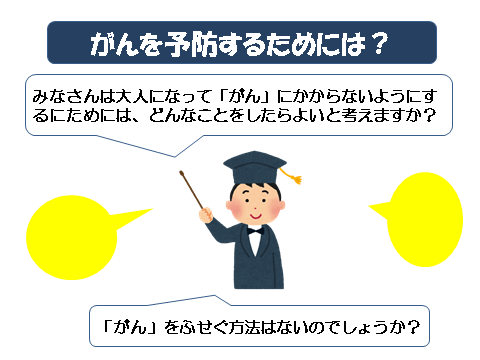 がんを予防するためには？
みなさんは大人になって「がん」にかからないようにす
るにためには、どんなことをしたらよいと考えますか？
「がん」をふせぐ方法はないのでしょうか？